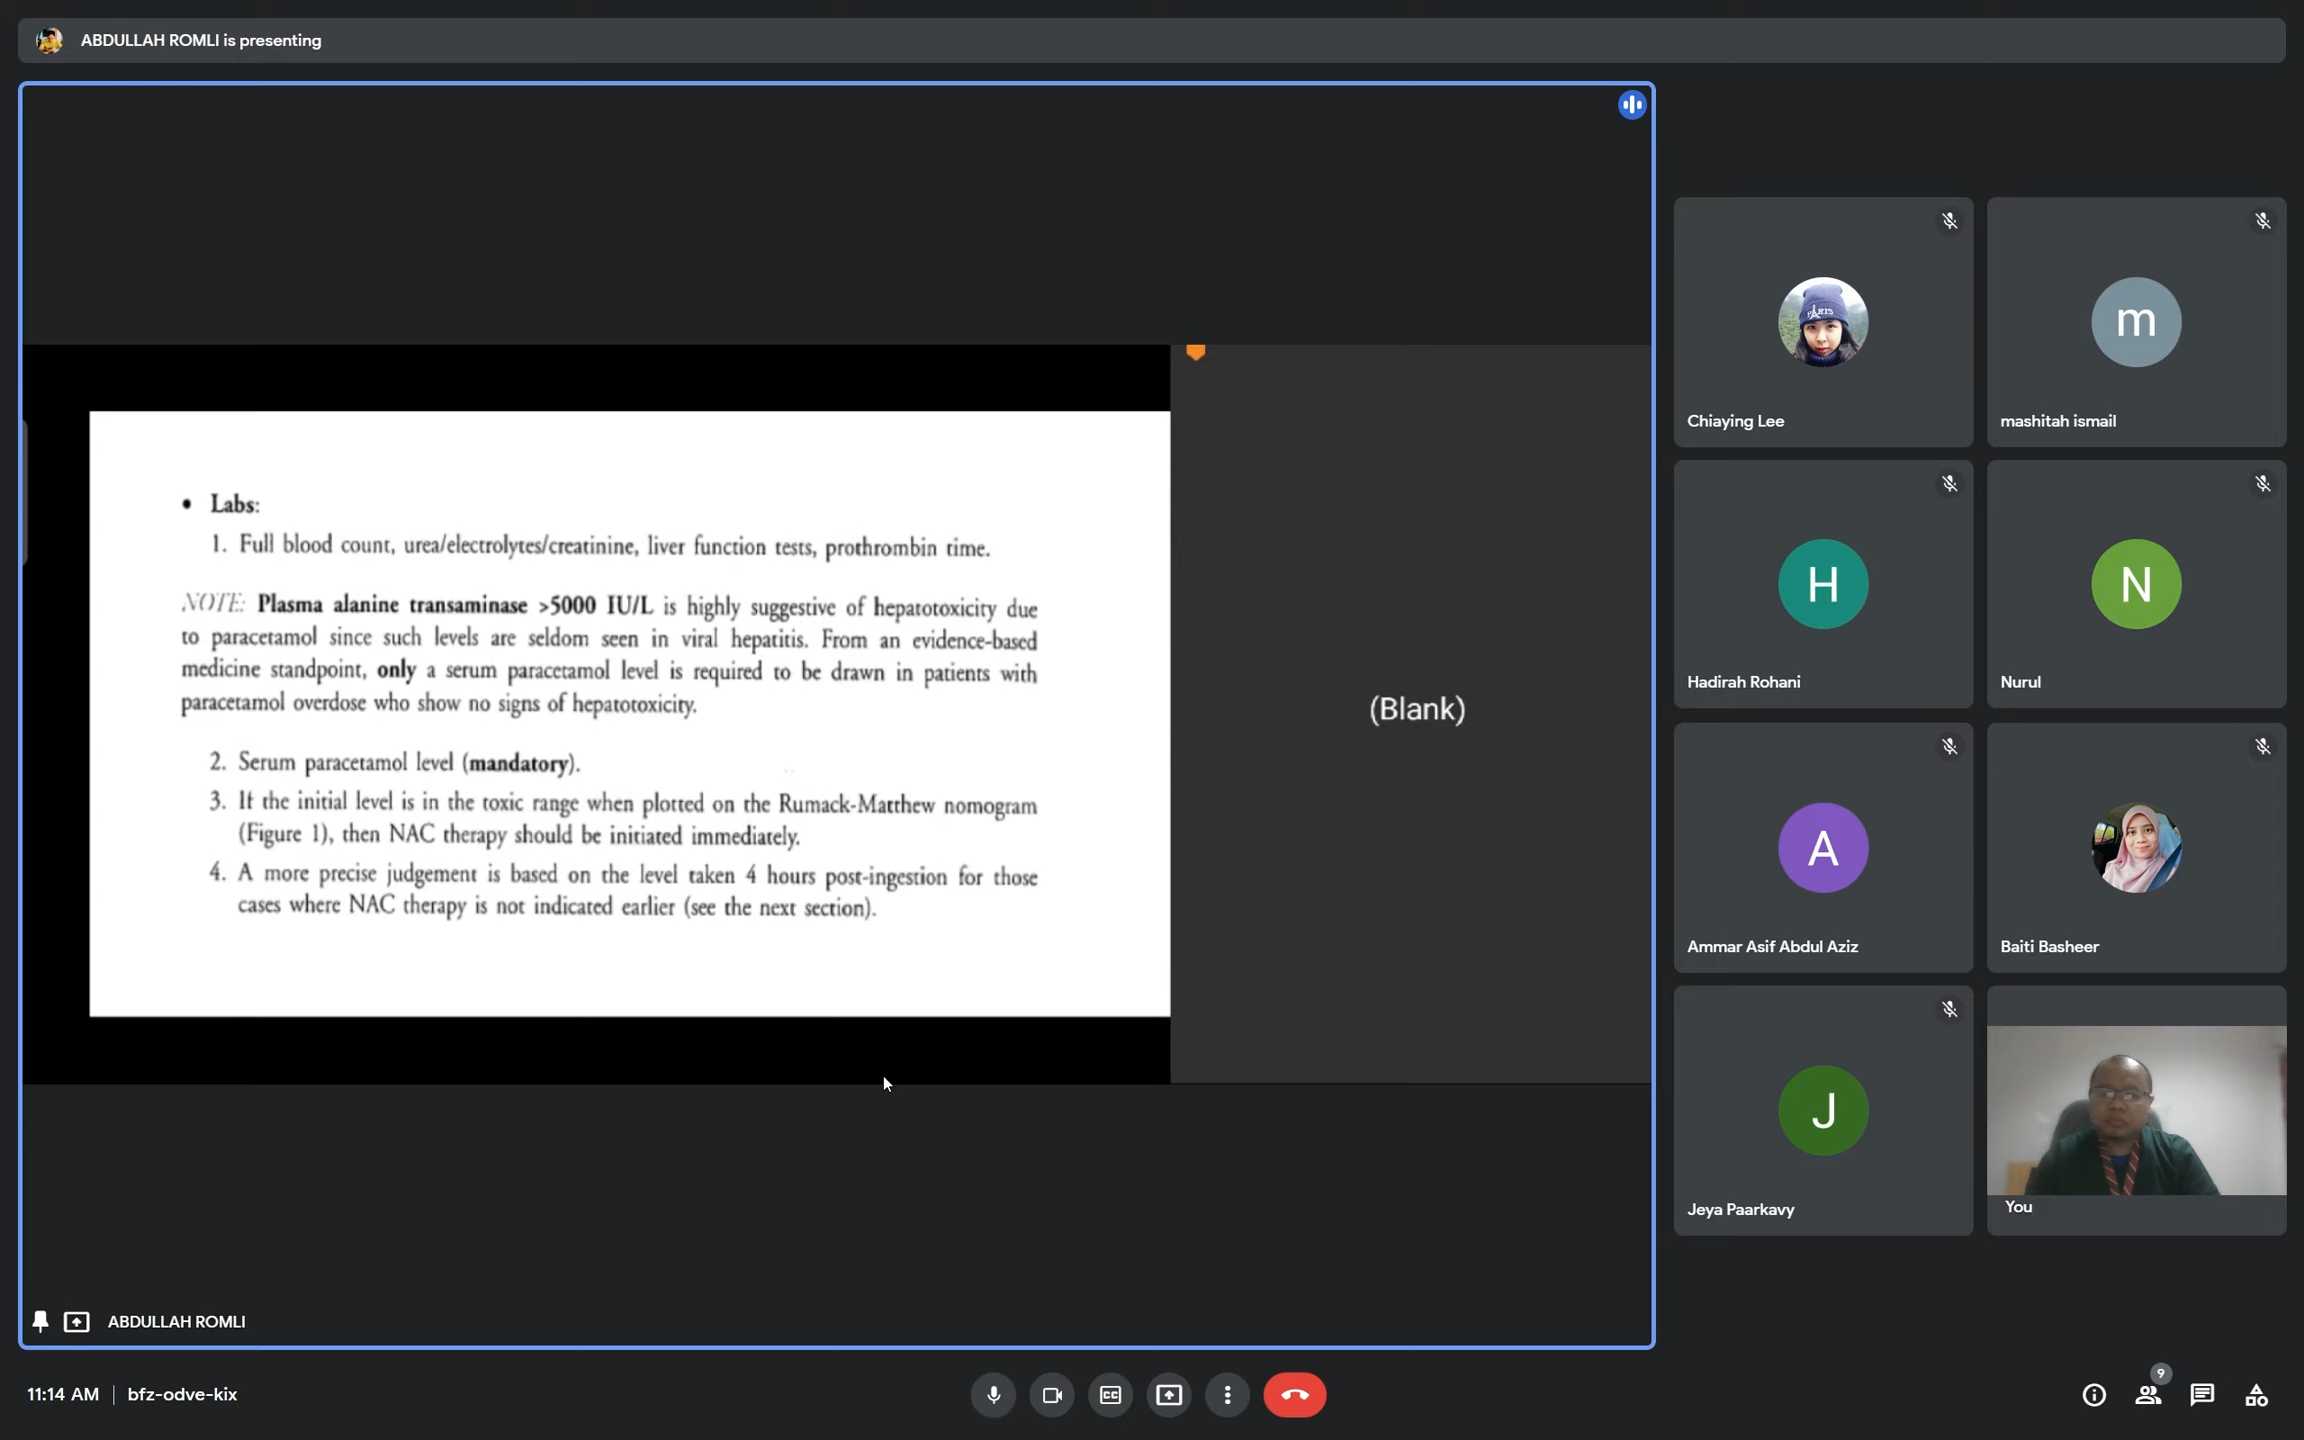 ABDULLAH ROMLI is presenting
• Labs:
1. Full blood count, urea/electrolytes/creatinine, liver function tests, prothrombin time.
NOTE: Plasma alanine transaminase >5000 IU/L is highly suggestive of hepatotoxicity due
to paracetamol since such levels are seldom seen in viral hepatitis. From an evidence-based
medicine standpoint, only a serum paracetamol level is required to be drawn in patients with
paracetamol overdose who show no signs of hepatotoxicity.
2. Serum paracetamol level (mandatory).
3. If the initial level is in the toxic range when plotted on the Rumack-Matthew nomogram
(Figure 1), then NAC therapy should be initiated immediately.
4. A more precise judgement is based on the level taken 4 hours post-ingestion for those
cases where NAC therapy is not indicated earlier (see the next section).
(Blank)
PARIS
Chiaying Lee
m
mashitah ismail
H
Hadirah Rohani
N
Nurul
A
Ammar Asif Abdul Aziz
Baiti Basheer
J
Jeya Paarkavy
You
ABDULLAH ROMLI
11:14 AM | bfz-odve-kix
CC
9